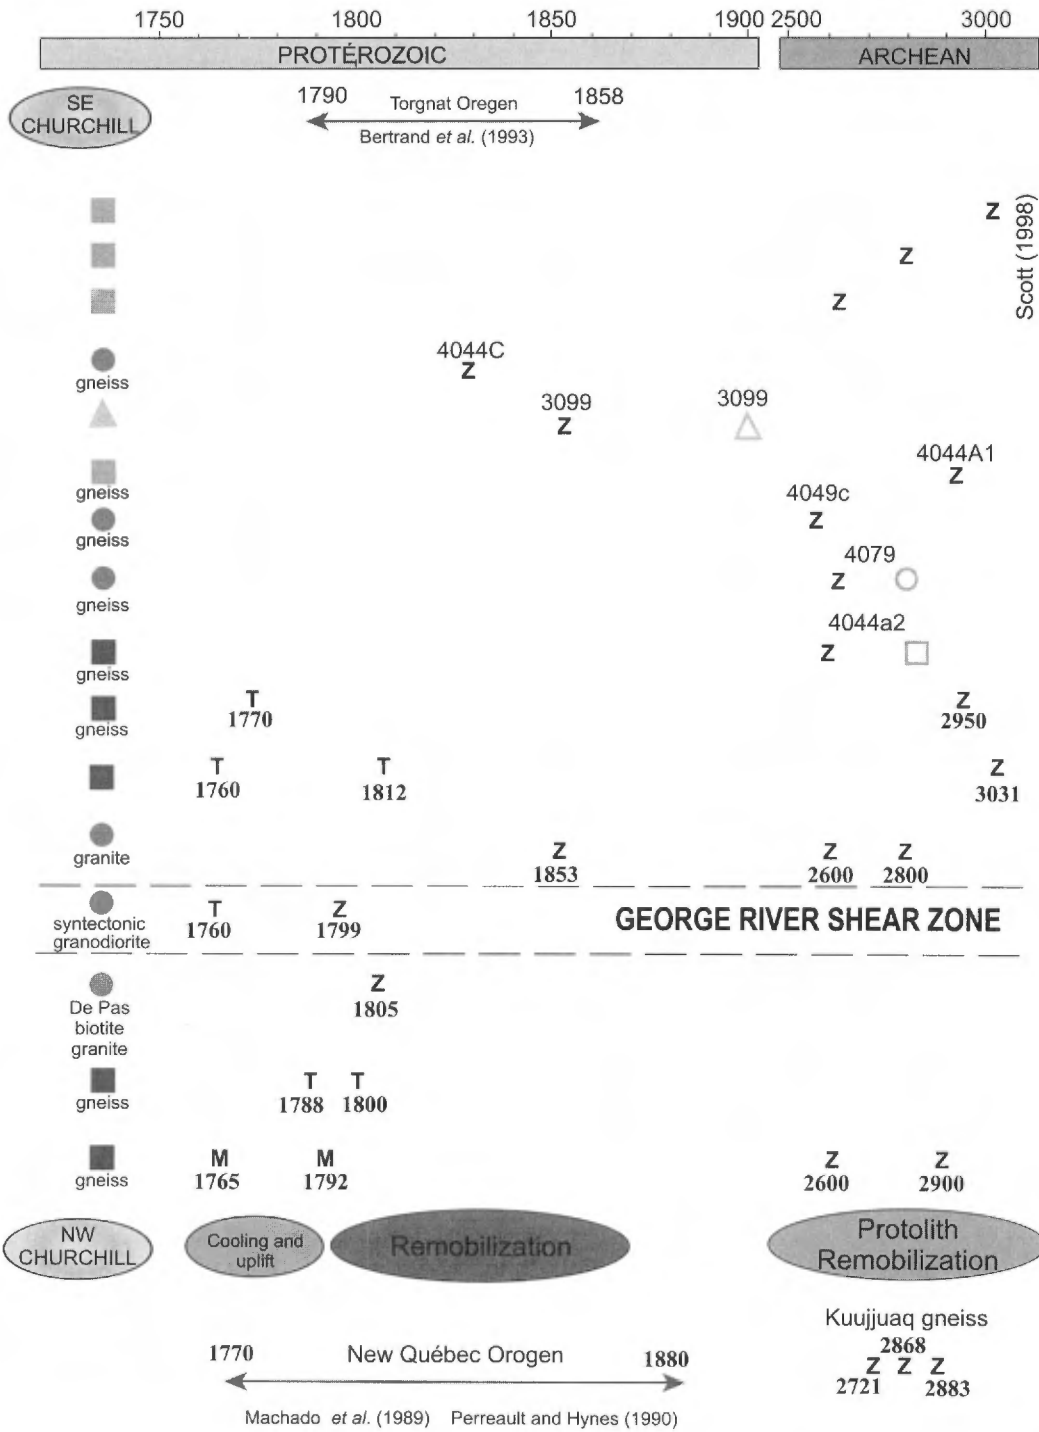 1750 1800 1850 1900 2500 3000
PROTÉROZOIC ARCHEAN
SE
CHURCHILL
1790 Torgnat Oregen 1858
Bertrand et al. (1993)
Z
Scott (1998)
Z
Z
4044C
Z
gneiss
3099 3099
Z
4044A1
Z
gneiss
4049c
Z
gneiss
4079
Z
gneiss
4044a2
Z
gneiss
T Z
1770 2950
gneiss
T T Z
1760 1812 3031
granite
Z Z Z
1853 2600 2800
syntectonic
granodiorite
T Z
1760 1799
GEORGE RIVER SHEAR ZONE
De Pas
biotite
granite
Z
1805
gneiss
T T
1788 1800
gneiss
M M Z Z
1765 1792 2600 2900
NW
CHURCHILL
Cooling and
uplift
Remobilization
Protolith
Remobilization
Kuujjuaq gneiss
2868
Z Z Z
2721 2883
1770 New Québec Orogen 1880
Machado et al. (1989) Perreault and Hynes (1990)